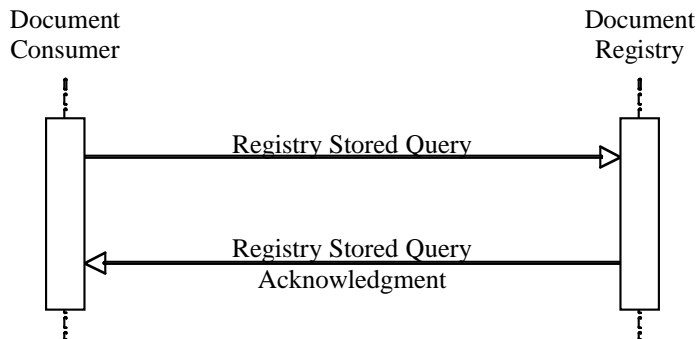 Document
Consumer
Document
Registry
Registry Stored Query
Registry Stored Query
Acknowledgment